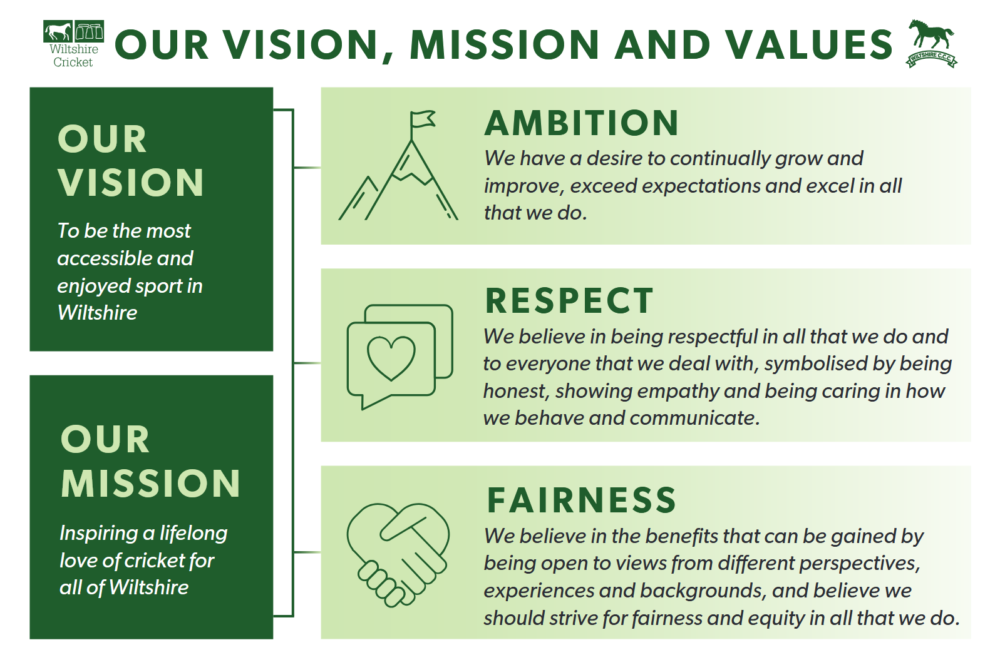 Wiltshire
Cricket
OUR VISION, MISSION AND VALUES
WILTSHIRE C.C.C.
OUR
VISION
To be the most
accessible and
enjoyed sport in
Wiltshire
OUR
MISSION
Inspiring a lifelong
love of cricket for
all of Wiltshire
AMBITION
We have a desire to continually grow and
improve, exceed expectations and excel in all
that we do.
RESPECT
We believe in being respectful in all that we do and
to everyone that we deal with, symbolised by being
honest, showing empathy and being caring in how
we behave and communicate.
FAIRNESS
We believe in the benefits that can be gained by
being open to views from different perspectives,
experiences and backgrounds, and believe we
should strive for fairness and equity in all that we do.